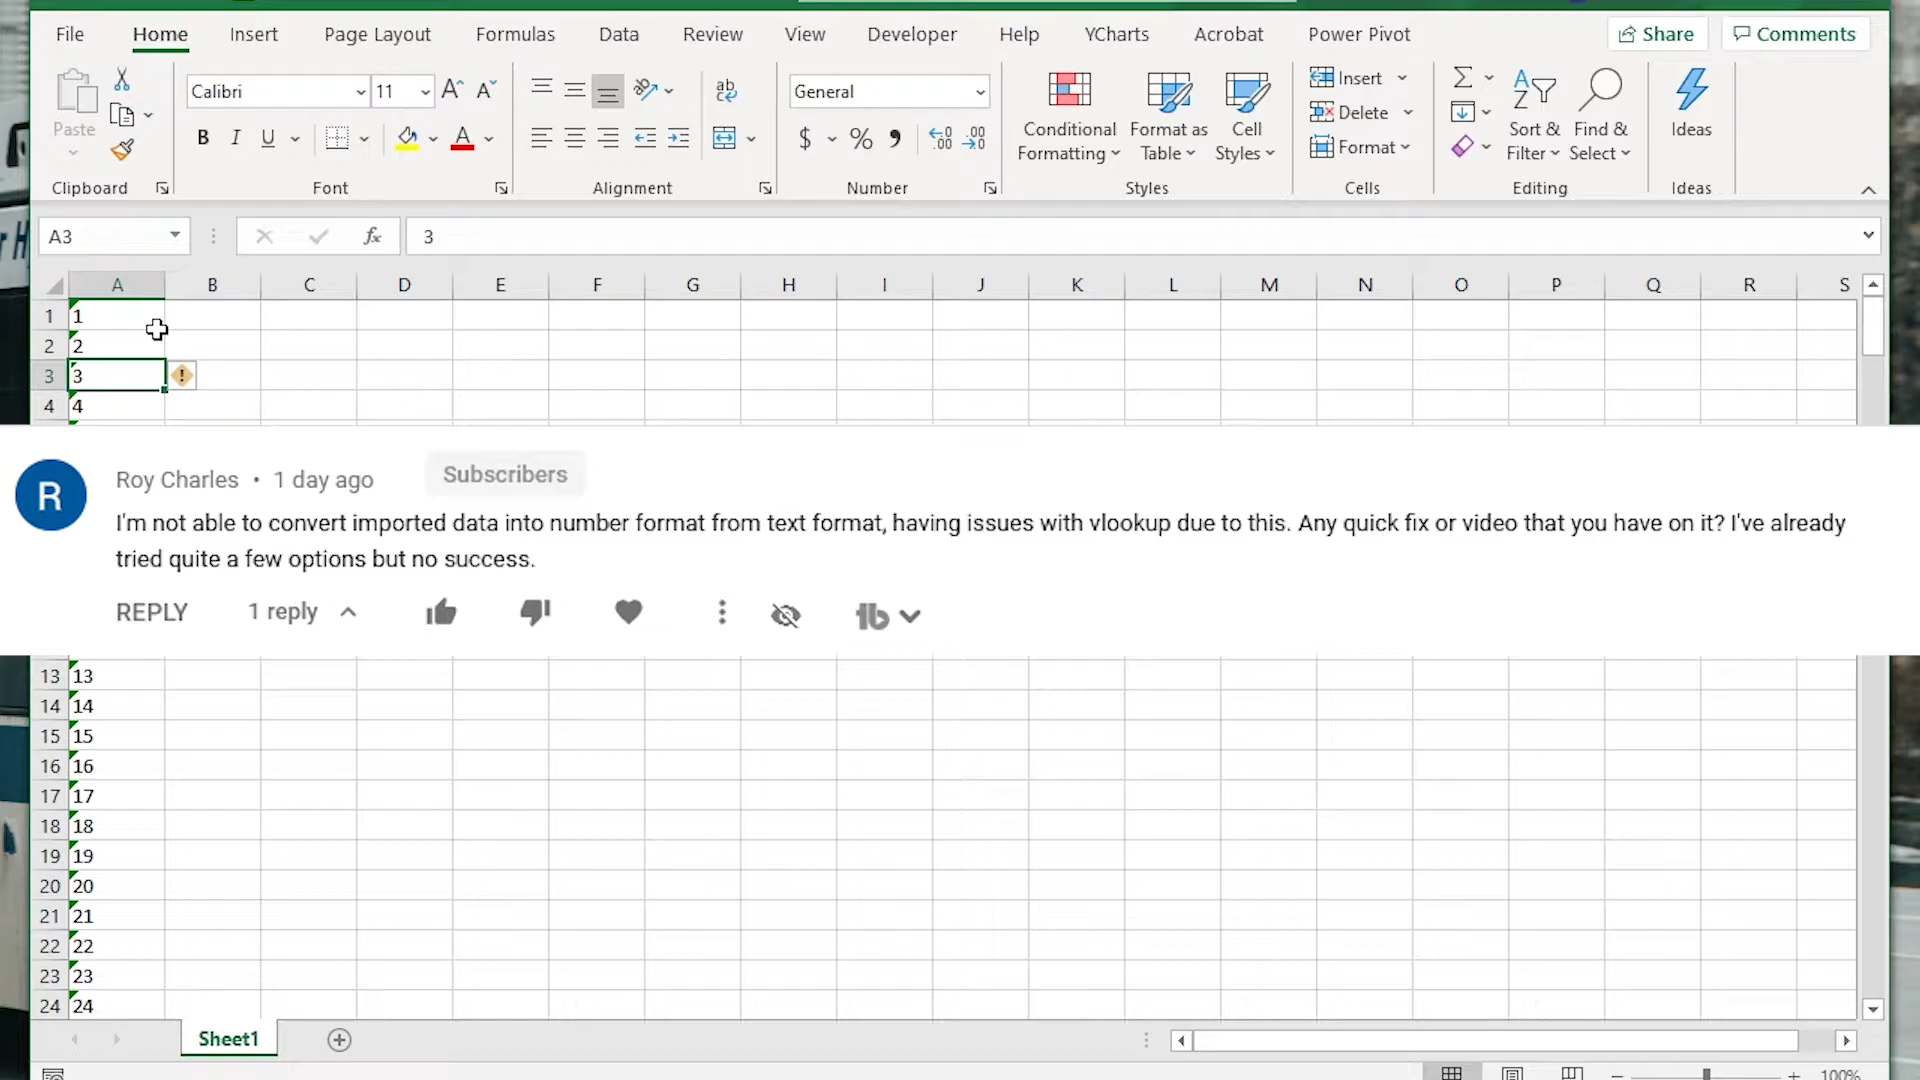 File Home Insert Page Layout Formulas Data Review View Developer Help YCharts Acrobat Power Pivot Share Comments
Calibri 11 General Insert
Paste Conditional Formatting Format as Table Cell Styles Delete Sort & Filter Find & Select Ideas
Format
Clipboard Font Alignment Number Styles Cells Editing Ideas
A3 fx 3
A B C D E F G H I J K L M N O P Q R S
1 1
2 2
3 3
4 4
R
Roy Charles • 1 day ago Subscribers
I'm not able to convert imported data into number format from text format, having issues with vlookup due to this. Any quick fix or video that you have on it? I've already
tried quite a few options but no success.
REPLY 1 reply
13 13
14 14
15 15
16 16
17 17
18 18
19 19
20 20
21 21
22 22
23 23
24 24
Sheet1
100%